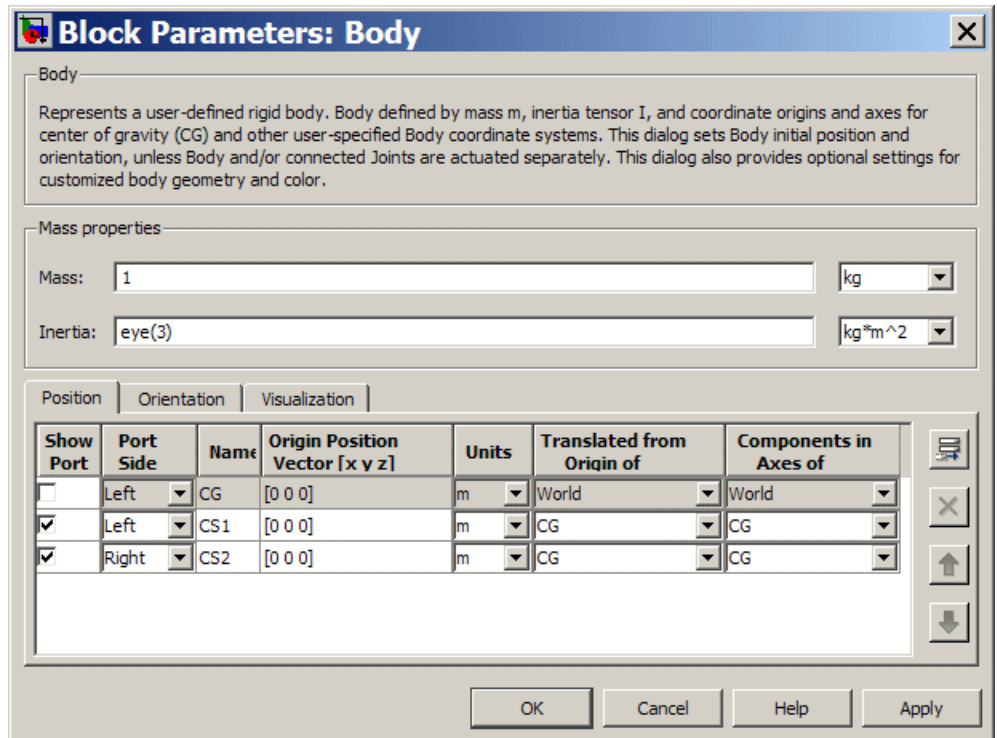 Block Parameters: Body
Body
Represents a user-defined rigid body. Body defined by mass m, inertia tensor I, and coordinate origins and axes for
center of gravity (CG) and other user-specified Body coordinate systems. This dialog sets Body initial position and
orientation, unless Body and/or connected Joints are actuated separately. This dialog also provides optional settings for
customized body geometry and color.
Mass properties
Mass: 1 kg
Inertia: eye(3) kg*m^2
Position Orientation Visualization
Show Port Port Side Name Origin Position Vector [x y z] Units Translated from Origin of Components in Axes of
Left CG [0 0 0] m World World
Left CS1 [0 0 0] m CG CG
Right CS2 [0 0 0] m CG CG
OK Cancel Help Apply